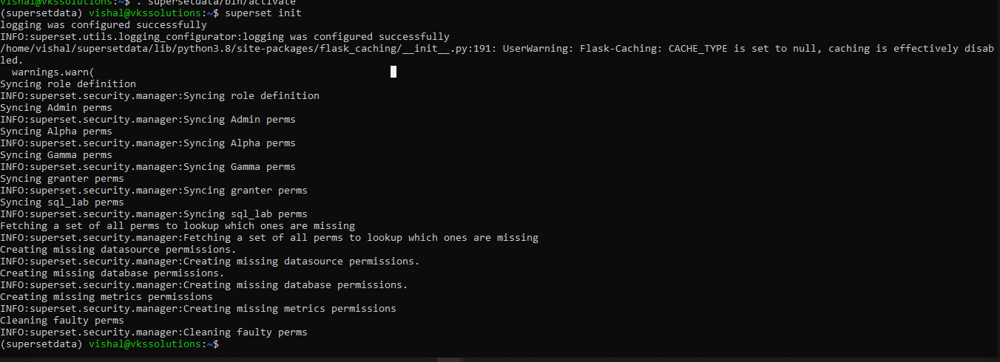 vishal@vkssolutions:~$ . supersetdata/bin/activate
(supersetdata) vishal@vkssolutions:~$ superset init
logging was configured successfully
INFO:superset.utils.logging_configurator:logging was configured successfully
/home/vishal/supersetdata/lib/python3.8/site-packages/flask_caching/__init__.py:191: UserWarning: Flask-Caching: CACHE_TYPE is set to null, caching is effectively disab
led.
  warnings.warn(
Syncing role definition
INFO:superset.security.manager:Syncing role definition
Syncing Admin perms
INFO:superset.security.manager:Syncing Admin perms
Syncing Alpha perms
INFO:superset.security.manager:Syncing Alpha perms
Syncing Gamma perms
INFO:superset.security.manager:Syncing Gamma perms
Syncing granter perms
INFO:superset.security.manager:Syncing granter perms
Syncing sql_lab perms
INFO:superset.security.manager:Syncing sql_lab perms
Fetching a set of all perms to lookup which ones are missing
INFO:superset.security.manager:Fetching a set of all perms to lookup which ones are missing
Creating missing datasource permissions.
INFO:superset.security.manager:Creating missing datasource permissions.
Creating missing database permissions.
INFO:superset.security.manager:Creating missing database permissions.
Creating missing metrics permissions
INFO:superset.security.manager:Creating missing metrics permissions
Cleaning faulty perms
INFO:superset.security.manager:Cleaning faulty perms
(supersetdata) vishal@vkssolutions:~$